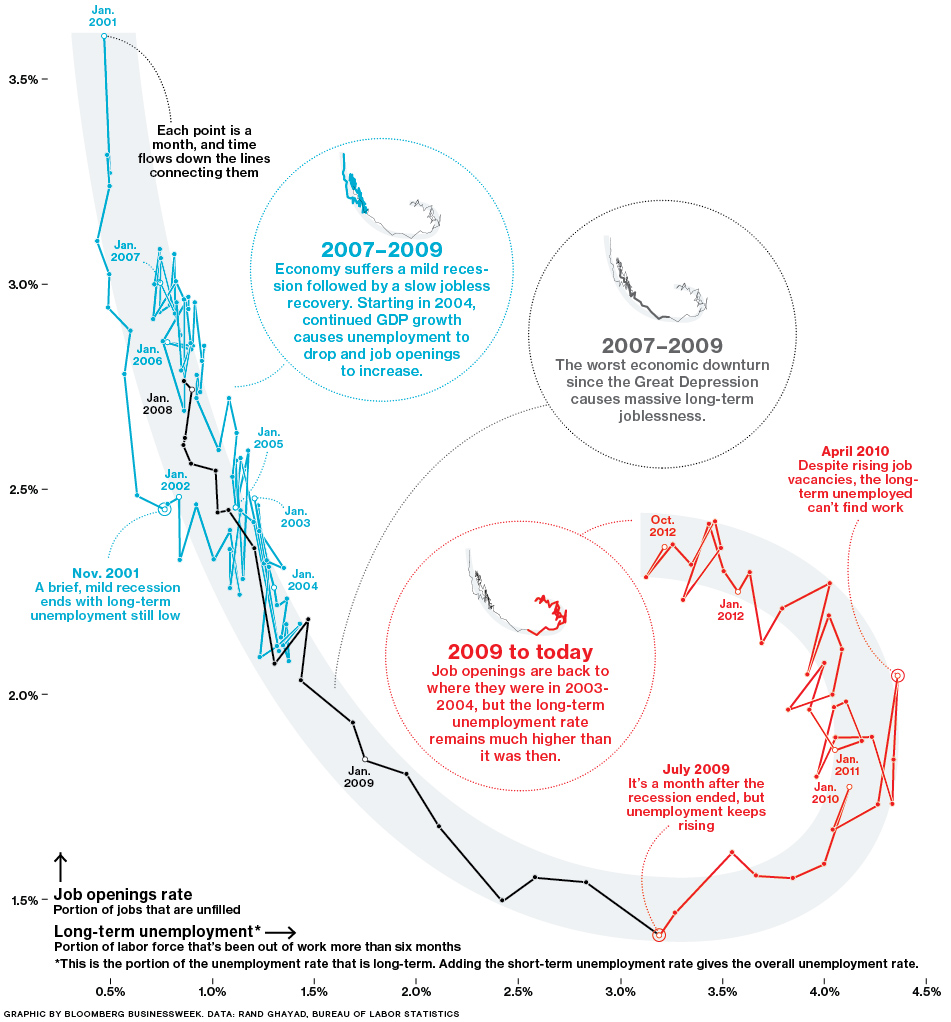 Jan.
2001
3.5%
Each point is a
month, and time
flows down the lines
connecting them
Jan.
2007
3.0%
2007–2009
Economy suffers a mild reces-
sion followed by a slow jobless
recovery. Starting in 2004,
continued GDP growth
causes unemployment to
drop and job openings
to increase.
2007–2009
The worst economic downturn
since the Great Depression
causes massive long-term
joblessness.
Jan.
2006
Jan.
2008
Jan.
2005
2.5%
Jan.
2002
Jan.
2003
April 2010
Despite rising job
vacancies, the long-
term unemployed
can't find work
Oct.
2012
Nov. 2001
A brief, mild recession
ends with long-term
unemployment still low
Jan.
2004
Jan.
2012
2009 to today
Job openings are back to
where they were in 2003-
2004, but the long-term
unemployment rate
remains much higher than
it was then.
2.0%
Jan.
2009
Jan.
2011
Jan.
2010
July 2009
It's a month after the
recession ended, but
unemployment keeps
rising
1.5%
Job openings rate
Portion of jobs that are unfilled
Long-term unemployment*
Portion of labor force that's been out of work more than six months
*This is the portion of the unemployment rate that is long-term. Adding the short-term unemployment rate gives the overall unemployment rate.
0.5% 1.0% 1.5% 2.0% 2.5% 3.0% 3.5% 4.0% 4.5%
GRAPHIC BY BLOOMBERG BUSINESSWEEK. DATA: RAND GHAYAD, BUREAU OF LABOR STATISTICS